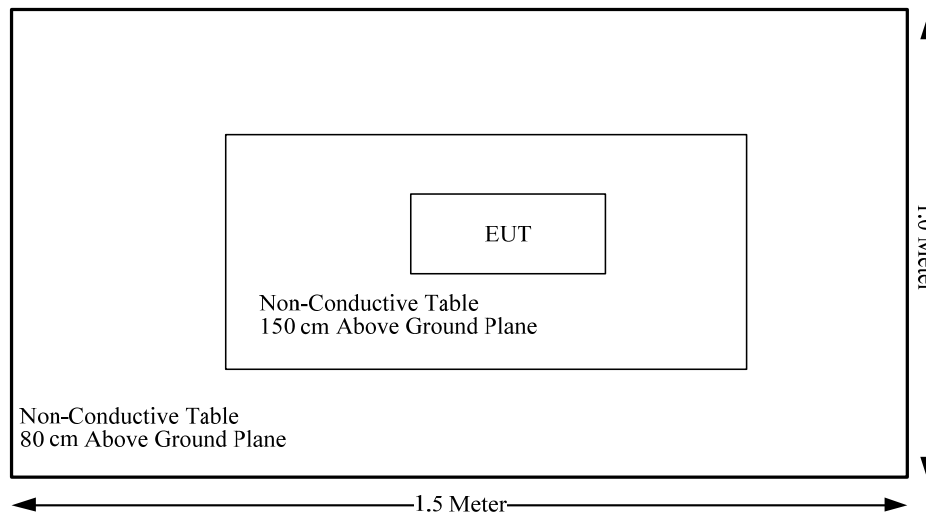 EUT
Non-Conductive Table
150 cm Above Ground Plane
Non-Conductive Table
80 cm Above Ground Plane
1.5 Meter
Meter